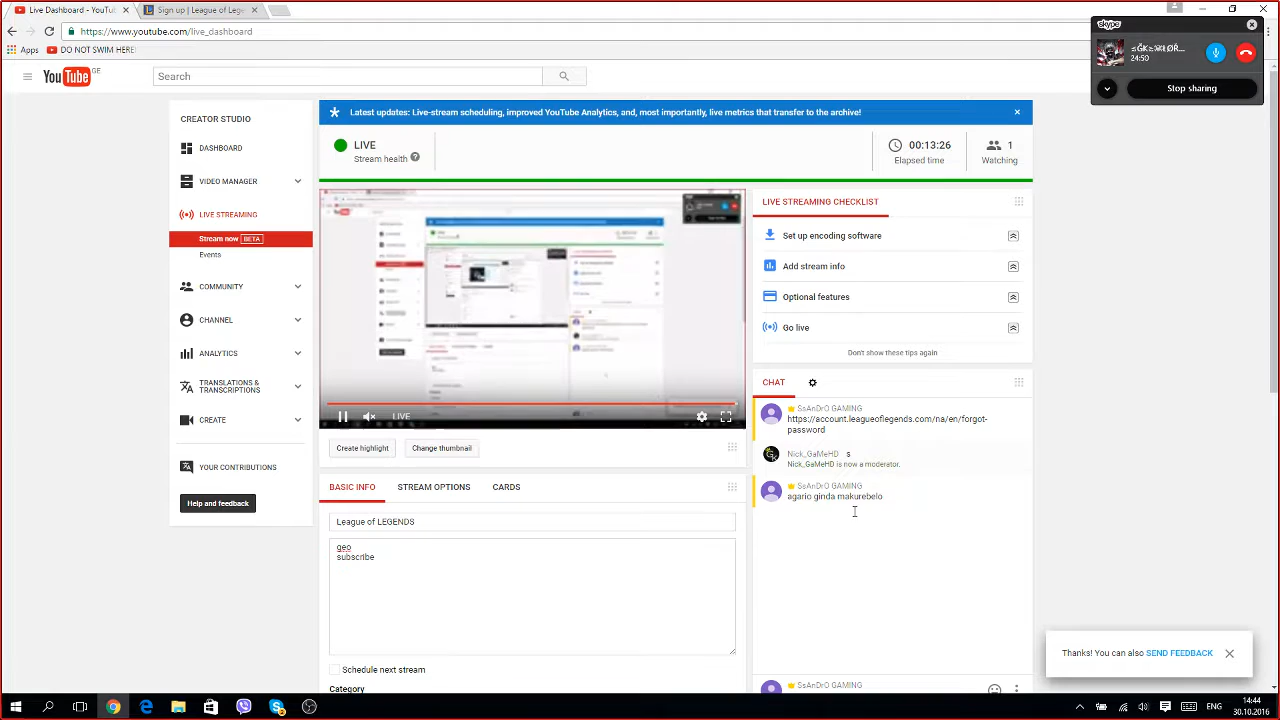 Live Dashboard - YouTu
Sign up | League of Lege
https://www.youtube.com/live_dashboard
Apps
DO NOT SWIM HERE!
skype
24:50
Stop sharing
YouTube GE
Search
CREATOR STUDIO
DASHBOARD
VIDEO MANAGER
LIVE STREAMING
Stream now BETA
Events
COMMUNITY
CHANNEL
ANALYTICS
TRANSLATIONS &
TRANSCRIPTIONS
CREATE
YOUR CONTRIBUTIONS
Help and feedback
Latest updates: Live-stream scheduling, improved YouTube Analytics, and, most importantly, live metrics that transfer to the archive!
LIVE
Stream health ?
00:13:26
Elapsed time
1
Watching
LIVE
Create highlight
Change thumbnail
BASIC INFO
STREAM OPTIONS
CARDS
League of LEGENDS
geo
subscribe
Schedule next stream
Category
LIVE STREAMING CHECKLIST
Set up encoding software
Add stream info
Optional features
Go live
Don't show these tips again
CHAT
SsAnDrO GAMING
https://account.leagueoflegends.com/na/en/forgot-
password
Nick_GaMeHD s
Nick_GaMeHD is now a moderator.
SsAnDrO GAMING
agario ginda makurebelo
SsAnDrO GAMING
Thanks! You can also SEND FEEDBACK
ENG
14:44
30.10.2016